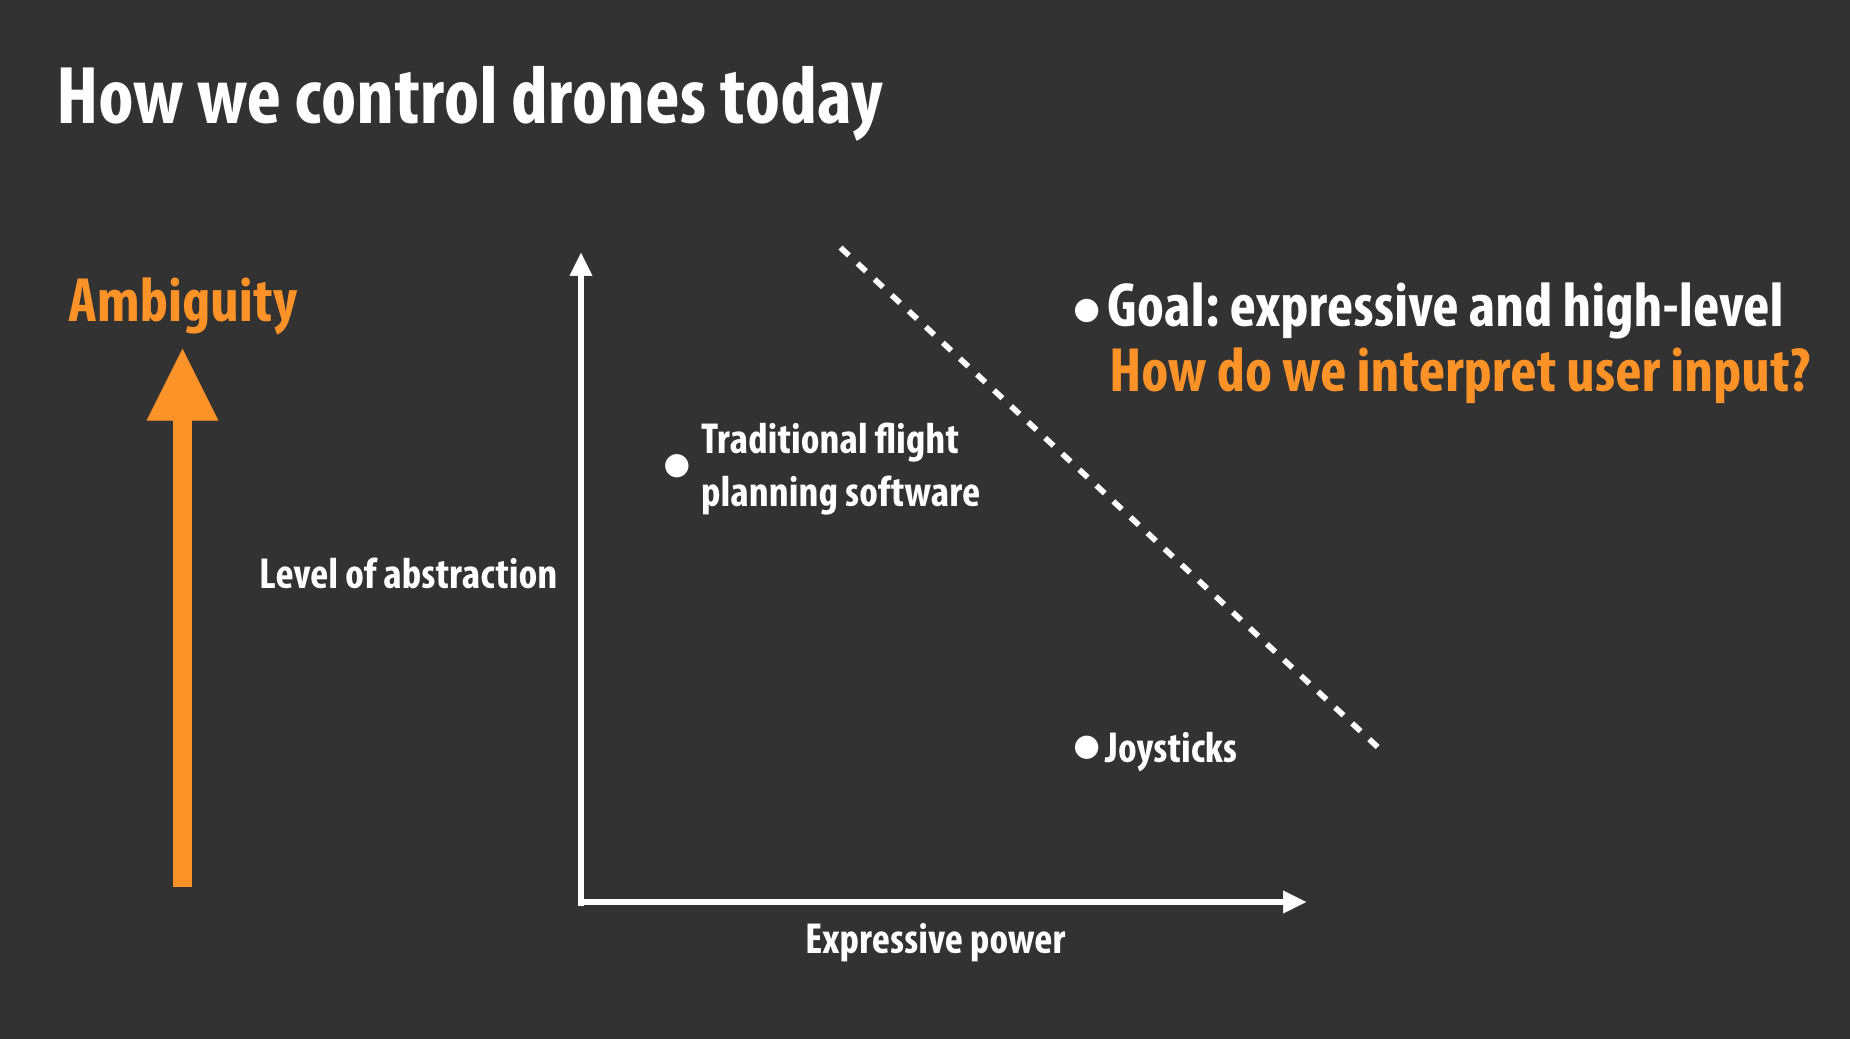 How we control drones today
Ambiguity
Goal: expressive and high-level
How do we interpret user input?
Traditional flight
planning software
Level of abstraction
Joysticks
Expressive power